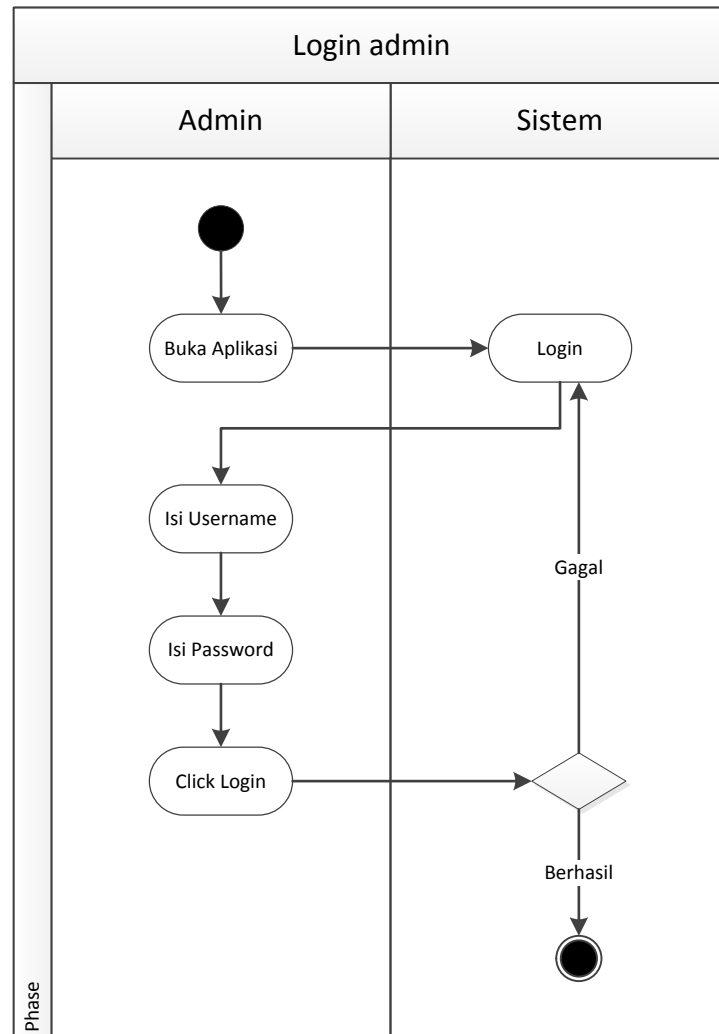 Login admin
Admin
Sistem
Buka Aplikasi
Login
Isi Username
Gagal
Isi Password
Click Login
Berhasil
Phase